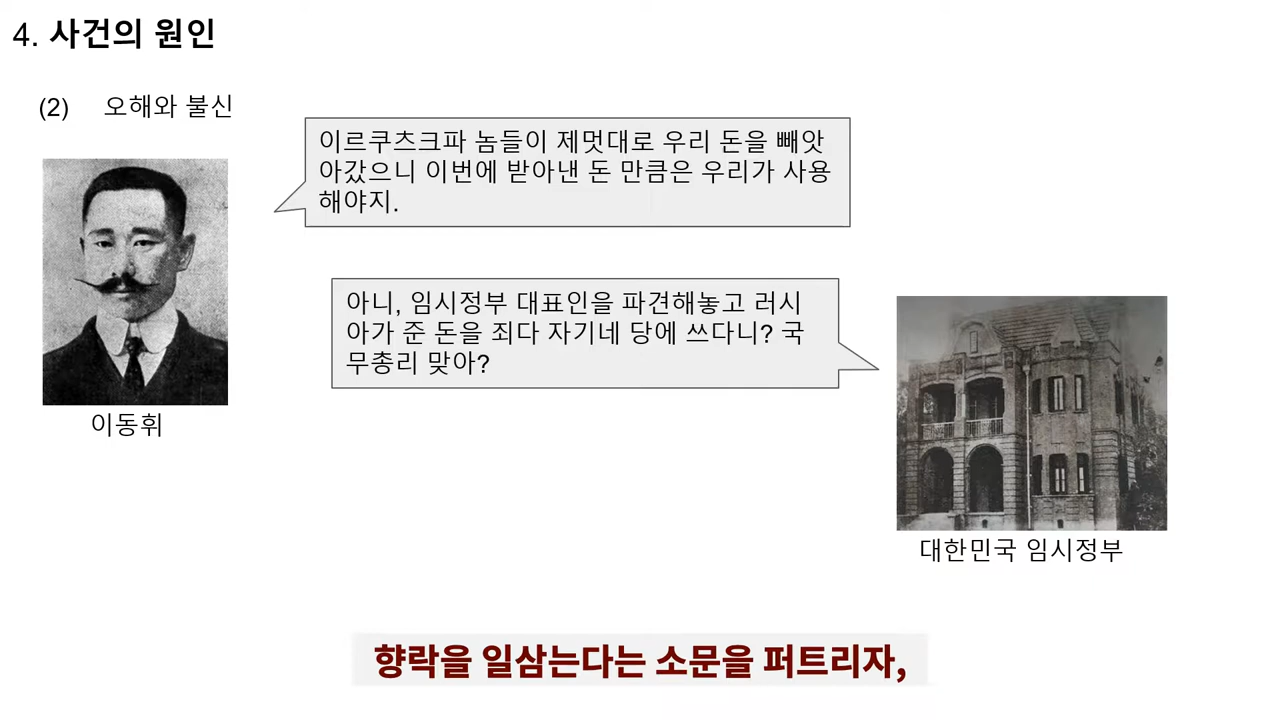 4. 사건의 원인
(2) 오해와 불신
이르쿠츠크파 놈들이 제멋대로 우리 돈을 빼앗
아갔으니 이번에 받아낸 돈 만큼은 우리가 사용
해야지.
아니, 임시정부 대표인을 파견해놓고 러시
아가 준 돈을 죄다 자기네 당에 쓰다니? 국
무총리 맞아?
이동휘
대한민국 임시정부
향락을 일삼는다는 소문을 퍼트리자,